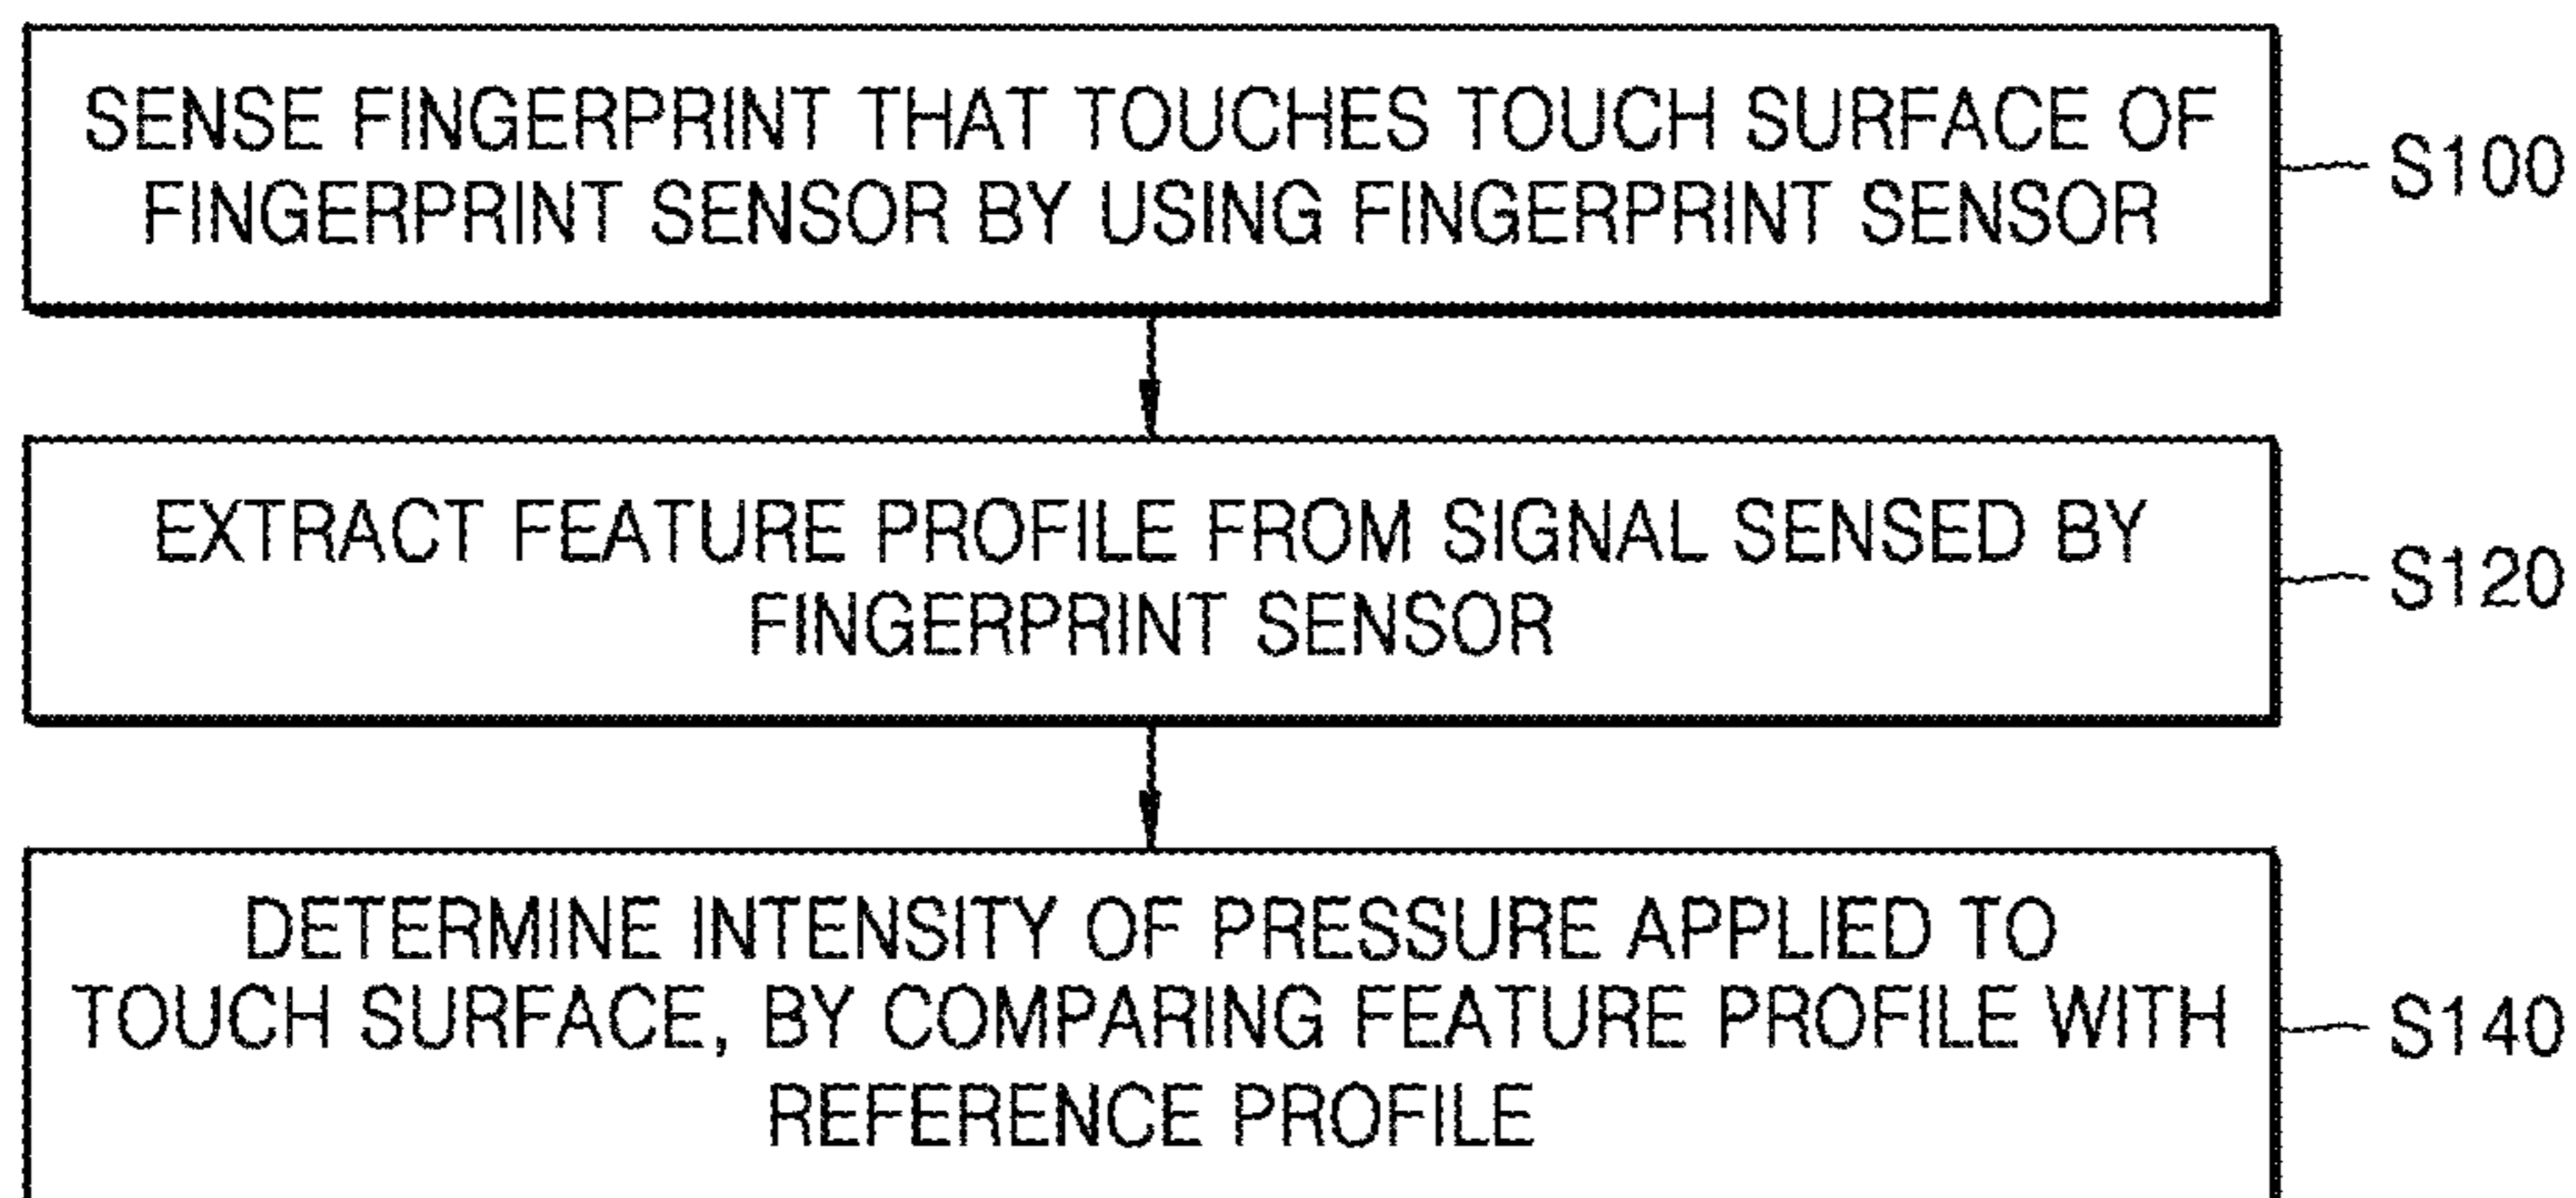 SENSE FINGERPRINT THAT TOUCHES TOUCH SURFACE OF
FINGERPRINT SENSOR BY USING FINGERPRINT SENSOR
S100
EXTRACT FEATURE PROFILE FROM SIGNAL SENSED BY
FINGERPRINT SENSOR
S120
DETERMINE INTENSITY OF PRESSURE APPLIED TO
TOUCH SURFACE, BY COMPARING FEATURE PROFILE WITH
REFERENCE PROFILE
S140